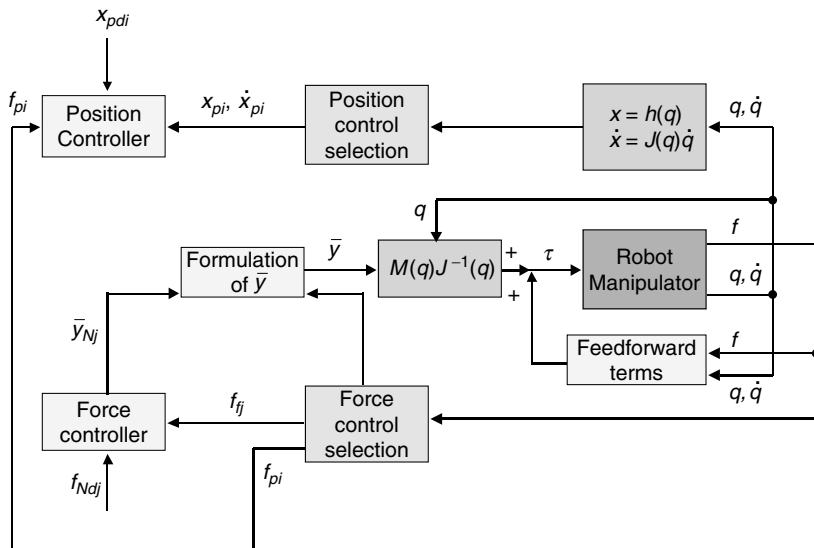 x_pdi
f_pi
Position
Controller
x_pi, ẋ_pi
Position
control
selection
x = h(q)
ẋ = J(q)q̇
q, q̇
q
f
Formulation
of ȳ
ȳ
M(q)J⁻¹(q)
+
+
τ
Robot
Manipulator
q, q̇
ȳ_Nj
f
Feedforward
terms
q, q̇
Force
controller
f_fj
Force
control
selection
f_pi
f_Ndj